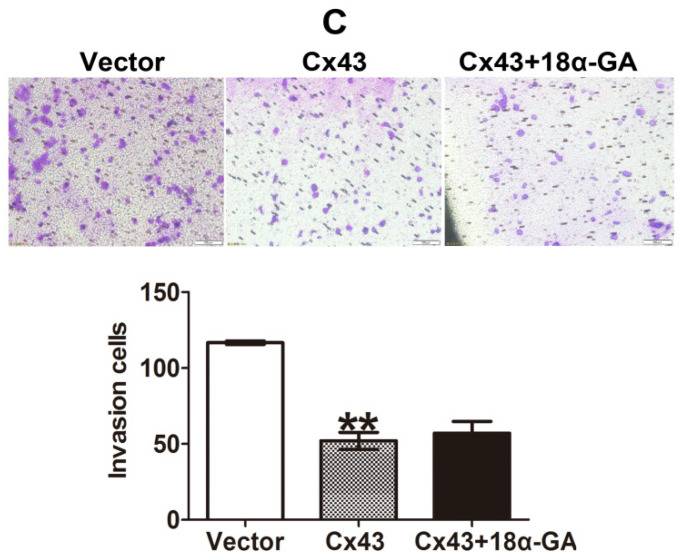 C
Vector Cx43 Cx43+18α-GA
150
100
50
0
Invasion cells
**
Vector Cx43 Cx43+18α-GA